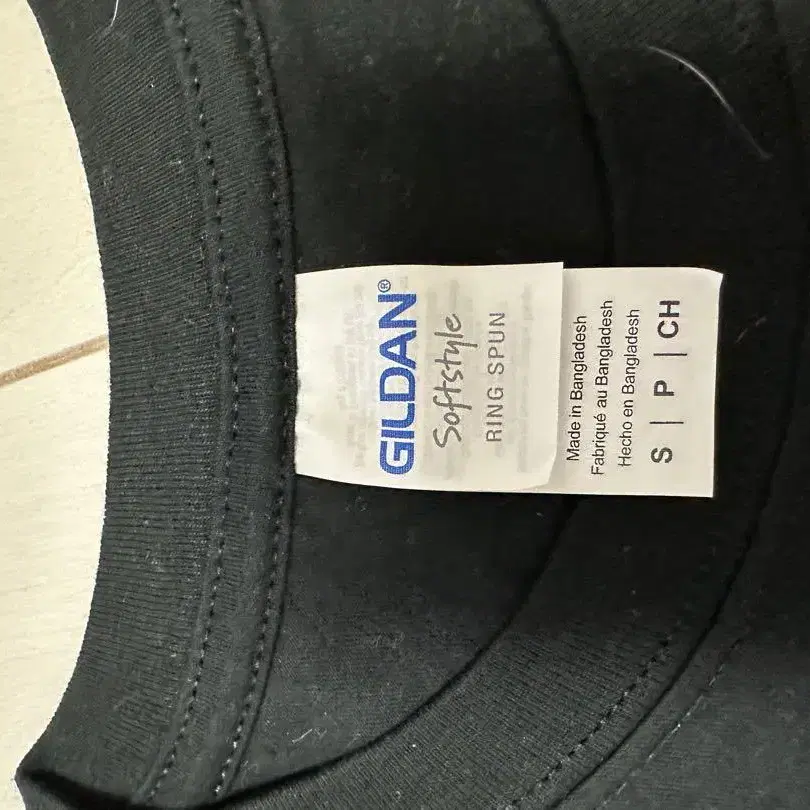 GILDAN®
Softstyle
RING SPUN
Made in Bangladesh
Fabriqué au Bangladesh
Hecho en Bangladesh
S | P | CH